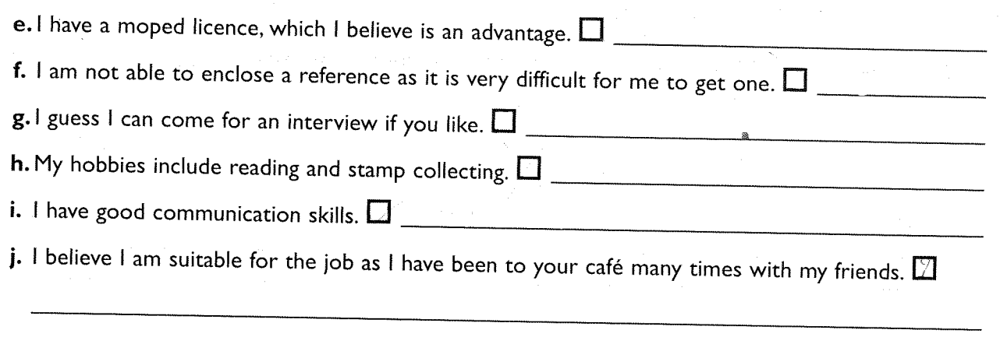 e. I have a moped licence, which I believe is an advantage.
f. I am not able to enclose a reference as it is very difficult for me to get one.
g. I guess I can come for an interview if you like.
h. My hobbies include reading and stamp collecting.
i. I have good communication skills.
j. I believe I am suitable for the job as I have been to your café many times with my friends.